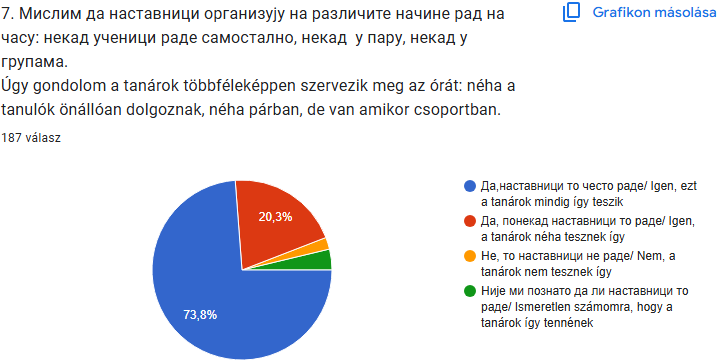 7. Мислим да наставници организују на различите начине рад на
часу: некад ученици раде самостално, некад у пару, некад у
групама.
Úgy gondolom a tanárok többféleképpen szervezik meg az órát: néha a
tanulók önállóan dolgoznak, néha párban, de van amikor csoportban.
Grafikon másolása
187 válasz
20,3%
73,8%
Да,наставници то често раде/ Igen, ezt
a tanárok mindig így teszik
Да, понекад наставници то раде/ Igen,
a tanárok néha tesznek így
Не, то наставници не раде/ Nem, a
tanárok nem tesznek így
Није ми познато да ли наставници то
раде/ Ismeretlen számomra, hogy a
tanárok így tennének